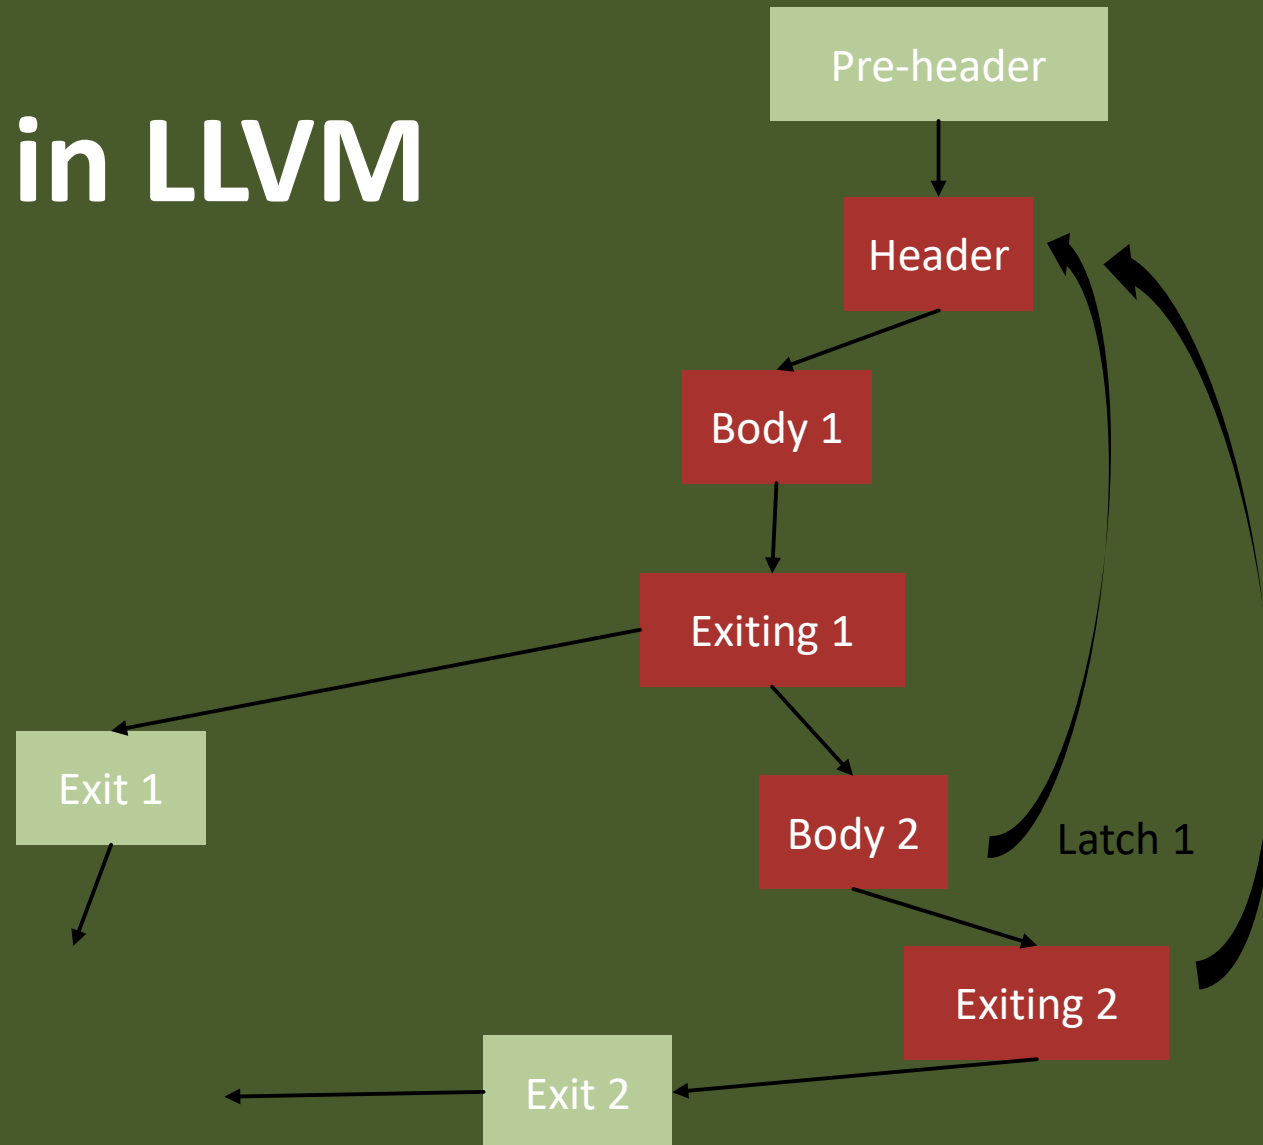 in LLVM
Pre-header
Header
Body 1
Exiting 1
Exit 1
Body 2
Latch 1
Exiting 2
Exit 2